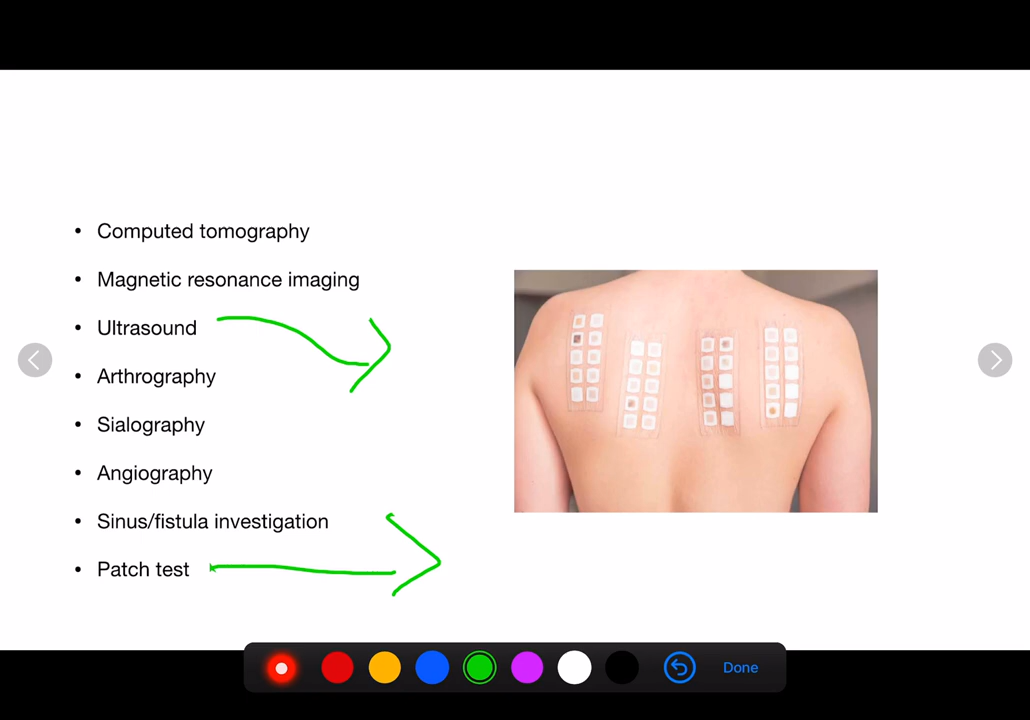 • Computed tomography
• Magnetic resonance imaging
• Ultrasound
• Arthrography
• Sialography
• Angiography
• Sinus/fistula investigation
• Patch test
Done